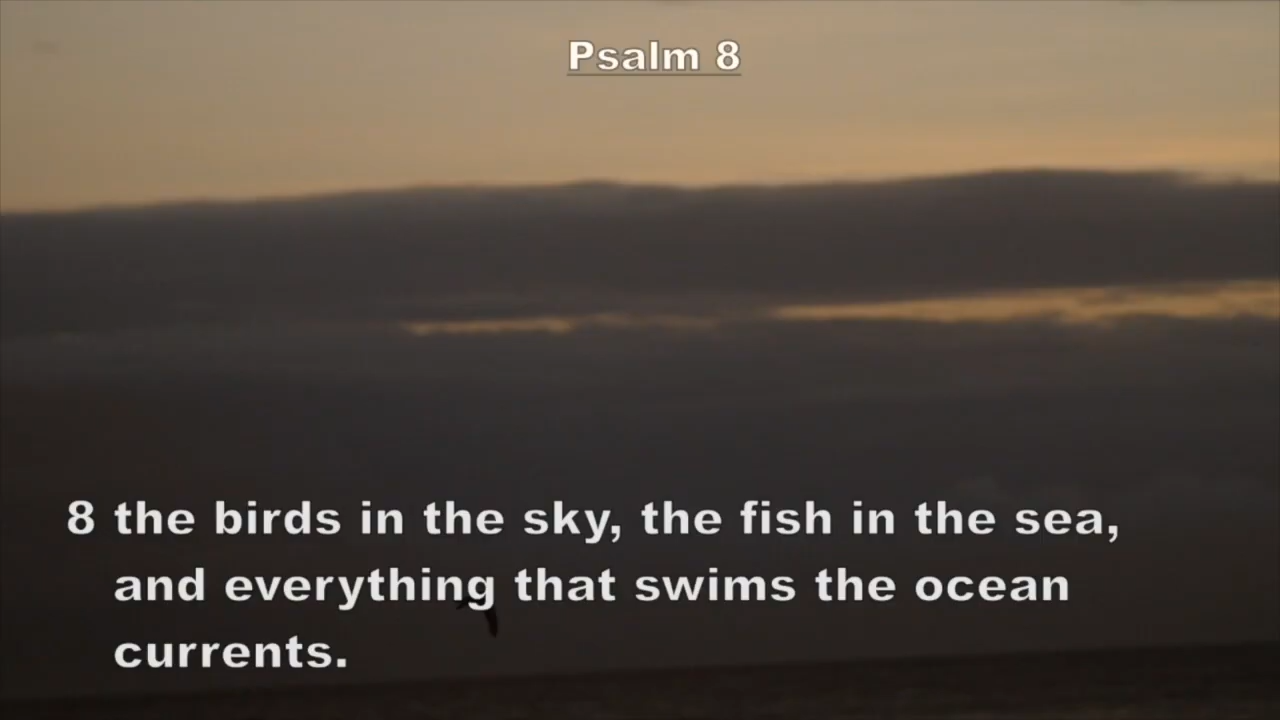 Psalm 8
8 the birds in the sky, the fish in the sea,
and everything that swims the ocean
currents.